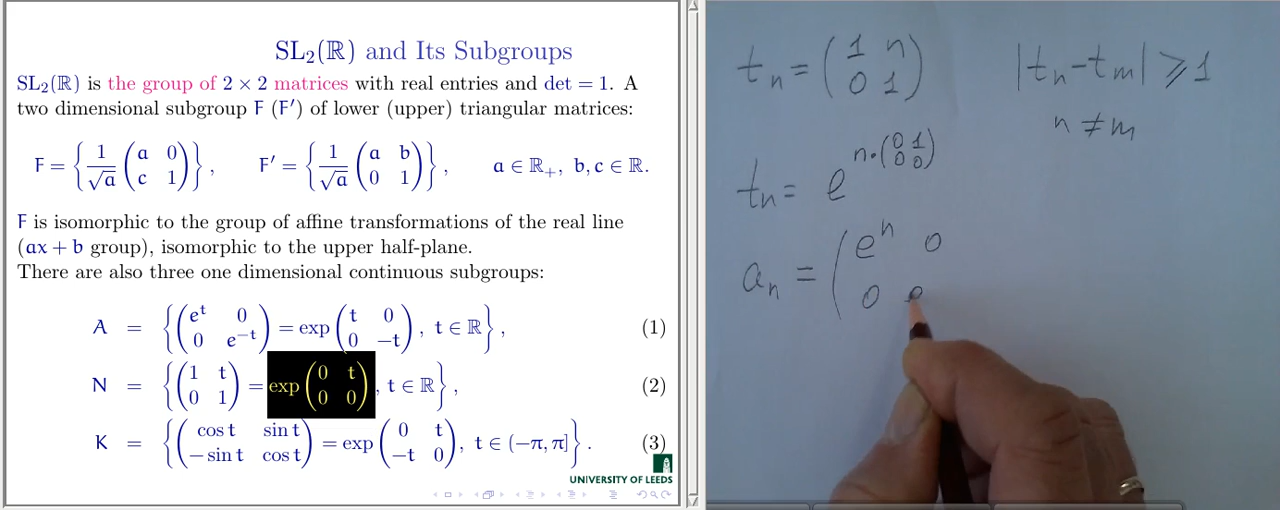 SL₂(ℝ) and Its Subgroups
SL₂(ℝ) is the group of 2 × 2 matrices with real entries and det = 1. A
two dimensional subgroup F (F′) of lower (upper) triangular matrices:
F = { 1/√a ( a 0 ; c 1 ) }, F′ = { 1/√a ( a b ; 0 1 ) }, a ∈ ℝ₊, b, c ∈ ℝ.
F is isomorphic to the group of affine transformations of the real line
(ax + b group), isomorphic to the upper half-plane.
There are also three one dimensional continuous subgroups:
A = { ( eᵗ 0 ; 0 e⁻ᵗ ) = exp ( t 0 ; 0 −t ), t ∈ ℝ }, (1)
N = { ( 1 t ; 0 1 ) = exp ( 0 t ; 0 0 ), t ∈ ℝ }, (2)
K = { ( cos t sin t ; − sin t cos t ) = exp ( 0 t ; −t 0 ), t ∈ (−π, π] }. (3)
UNIVERSITY OF LEEDS
tₙ = ( 1 n ; 0 1 ) |tₙ − tₘ| ⩾ 1
n ≠ m
tₙ = e^{n·( 0 1 ; 0 0 )}
aₙ = ( eⁿ 0 ; 0